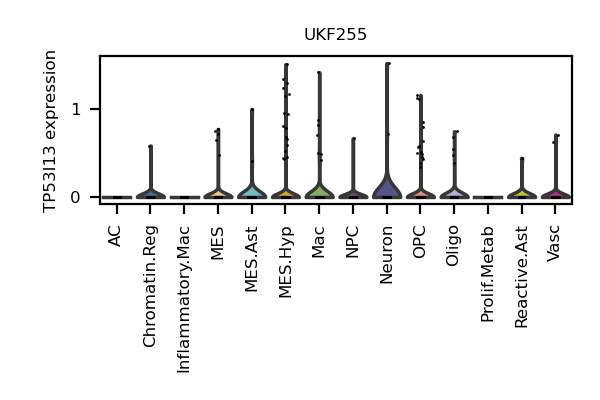 UKF255
TP53I13 expression
1
0
AC
Chromatin.Reg
Inflammatory.Mac
MES
MES.Ast
MES.Hyp
Mac
NPC
Neuron
OPC
Oligo
Prolif.Metab
Reactive.Ast
Vasc